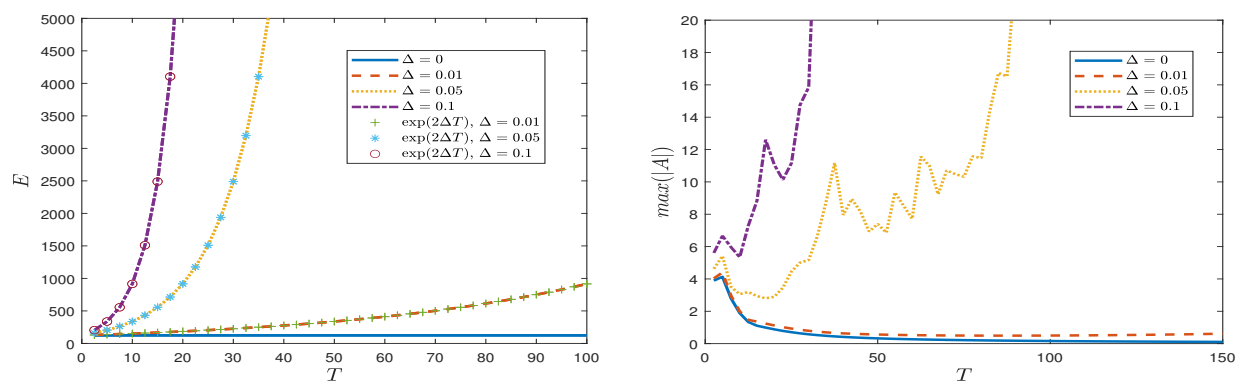 5000
4500
4000
3500
3000
2500
2000
1500
1000
500
0
E
0 10 20 30 40 50 60 70 80 90 100
T
Δ = 0
Δ = 0.01
Δ = 0.05
Δ = 0.1
exp(2ΔT), Δ = 0.01
exp(2ΔT), Δ = 0.05
exp(2ΔT), Δ = 0.1
20
18
16
14
12
10
8
6
4
2
0
max(|A|)
0 50 100 150
T
Δ = 0
Δ = 0.01
Δ = 0.05
Δ = 0.1